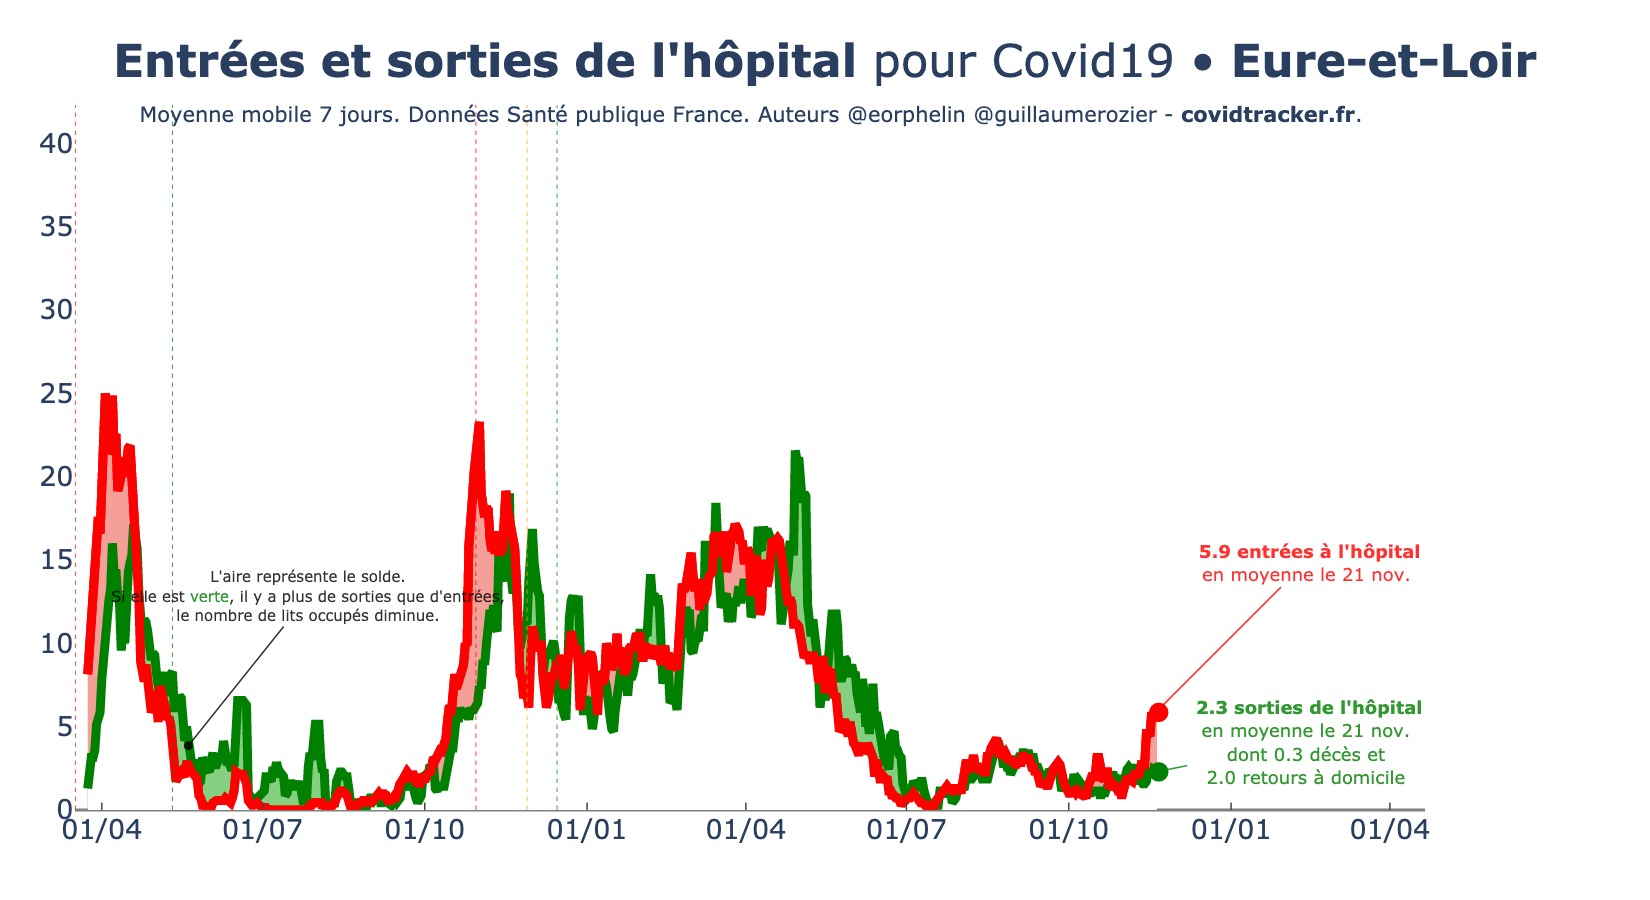 Entrées et sorties de l'hôpital pour Covid19 • Eure-et-Loir
Moyenne mobile 7 jours. Données Santé publique France. Auteurs @eorphelin @guillaumerozier - covidtracker.fr.
40
35
30
25
20
15
10
5
0
L'aire représente le solde.
Si elle est verte, il y a plus de sorties que d'entrées,
le nombre de lits occupés diminue.
5.9 entrées à l'hôpital
en moyenne le 21 nov.
2.3 sorties de l'hôpital
en moyenne le 21 nov.
dont 0.3 décès et
2.0 retours à domicile
01/04 01/07 01/10 01/01 01/04 01/07 01/10 01/01 01/04